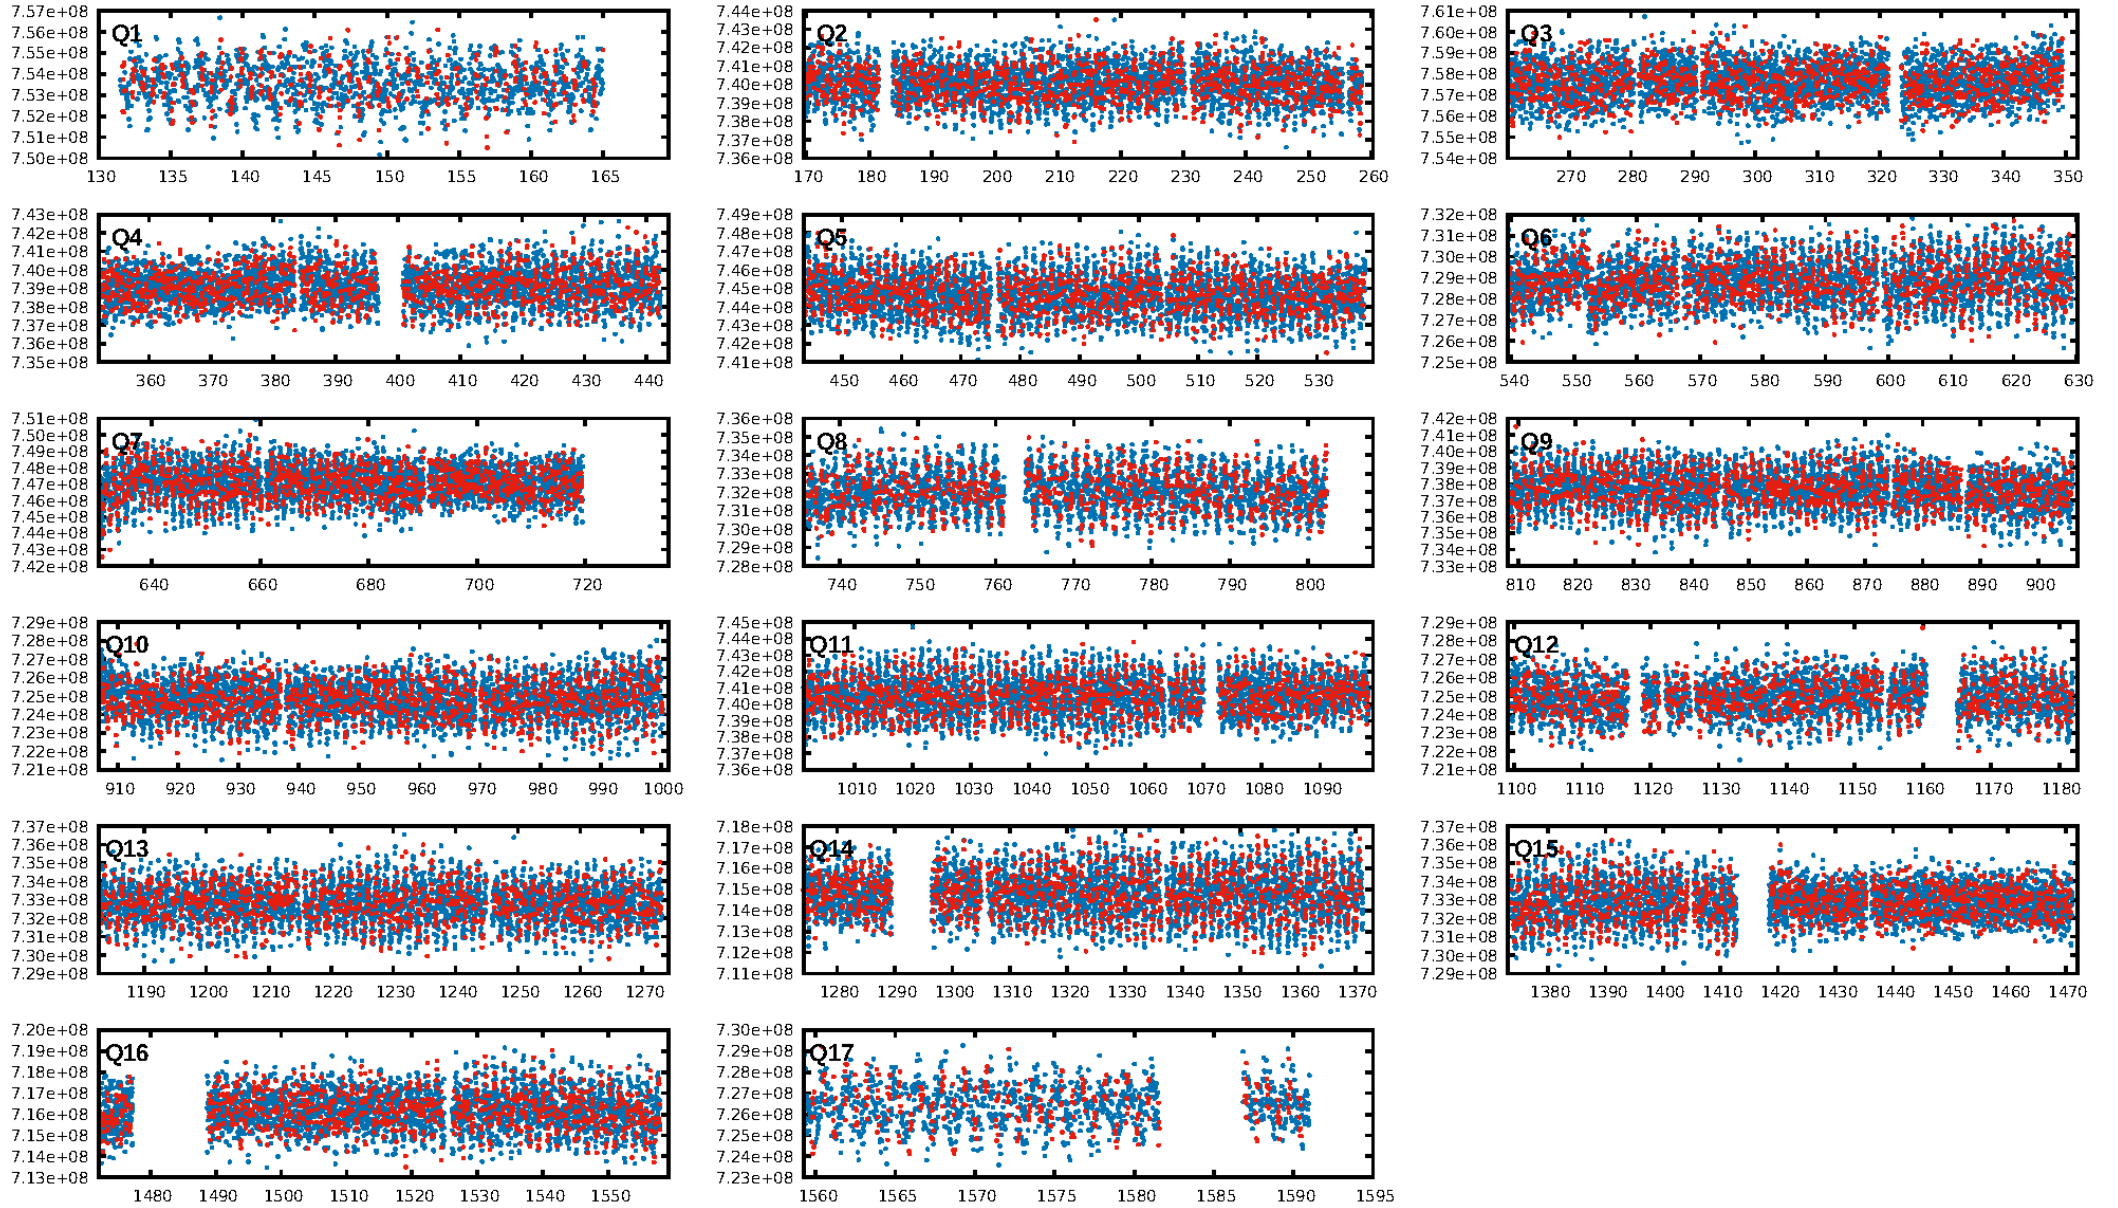 7.57e+08
7.56e+08
7.55e+08
7.54e+08
7.53e+08
7.52e+08
7.51e+08
7.50e+08
Q1
130 135 140 145 150 155 160 165
7.44e+08
7.43e+08
7.42e+08
7.41e+08
7.40e+08
7.39e+08
7.38e+08
7.37e+08
7.36e+08
Q2
170 180 190 200 210 220 230 240 250 260
7.61e+08
7.60e+08
7.59e+08
7.58e+08
7.57e+08
7.56e+08
7.55e+08
7.54e+08
Q3
270 280 290 300 310 320 330 340 350
7.43e+08
7.42e+08
7.41e+08
7.40e+08
7.39e+08
7.38e+08
7.37e+08
7.36e+08
7.35e+08
Q4
360 370 380 390 400 410 420 430 440
7.49e+08
7.48e+08
7.47e+08
7.46e+08
7.45e+08
7.44e+08
7.43e+08
7.42e+08
7.41e+08
Q5
450 460 470 480 490 500 510 520 530
7.32e+08
7.31e+08
7.30e+08
7.29e+08
7.28e+08
7.27e+08
7.26e+08
7.25e+08
Q6
540 550 560 570 580 590 600 610 620 630
7.51e+08
7.50e+08
7.49e+08
7.48e+08
7.47e+08
7.46e+08
7.45e+08
7.44e+08
7.43e+08
7.42e+08
Q7
640 660 680 700 720
7.36e+08
7.35e+08
7.34e+08
7.33e+08
7.32e+08
7.31e+08
7.30e+08
7.29e+08
7.28e+08
Q8
740 750 760 770 780 790 800
7.42e+08
7.41e+08
7.40e+08
7.39e+08
7.38e+08
7.37e+08
7.36e+08
7.35e+08
7.34e+08
7.33e+08
Q9
810 820 830 840 850 860 870 880 890 900
7.29e+08
7.28e+08
7.27e+08
7.26e+08
7.25e+08
7.24e+08
7.23e+08
7.22e+08
7.21e+08
Q10
910 920 930 940 950 960 970 980 990 1000
7.45e+08
7.44e+08
7.43e+08
7.42e+08
7.41e+08
7.40e+08
7.39e+08
7.38e+08
7.37e+08
7.36e+08
Q11
1010 1020 1030 1040 1050 1060 1070 1080 1090
7.29e+08
7.28e+08
7.27e+08
7.26e+08
7.25e+08
7.24e+08
7.23e+08
7.22e+08
7.21e+08
Q12
1100 1110 1120 1130 1140 1150 1160 1170 1180
7.37e+08
7.36e+08
7.35e+08
7.34e+08
7.33e+08
7.32e+08
7.31e+08
7.30e+08
7.29e+08
Q13
1190 1200 1210 1220 1230 1240 1250 1260 1270
7.18e+08
7.17e+08
7.16e+08
7.15e+08
7.14e+08
7.13e+08
7.12e+08
7.11e+08
Q14
1280 1290 1300 1310 1320 1330 1340 1350 1360 1370
7.37e+08
7.36e+08
7.35e+08
7.34e+08
7.33e+08
7.32e+08
7.31e+08
7.30e+08
7.29e+08
Q15
1380 1390 1400 1410 1420 1430 1440 1450 1460 1470
7.20e+08
7.19e+08
7.18e+08
7.17e+08
7.16e+08
7.15e+08
7.14e+08
7.13e+08
Q16
1480 1490 1500 1510 1520 1530 1540 1550
7.30e+08
7.29e+08
7.28e+08
7.27e+08
7.26e+08
7.25e+08
7.24e+08
7.23e+08
Q17
1560 1565 1570 1575 1580 1585 1590 1595